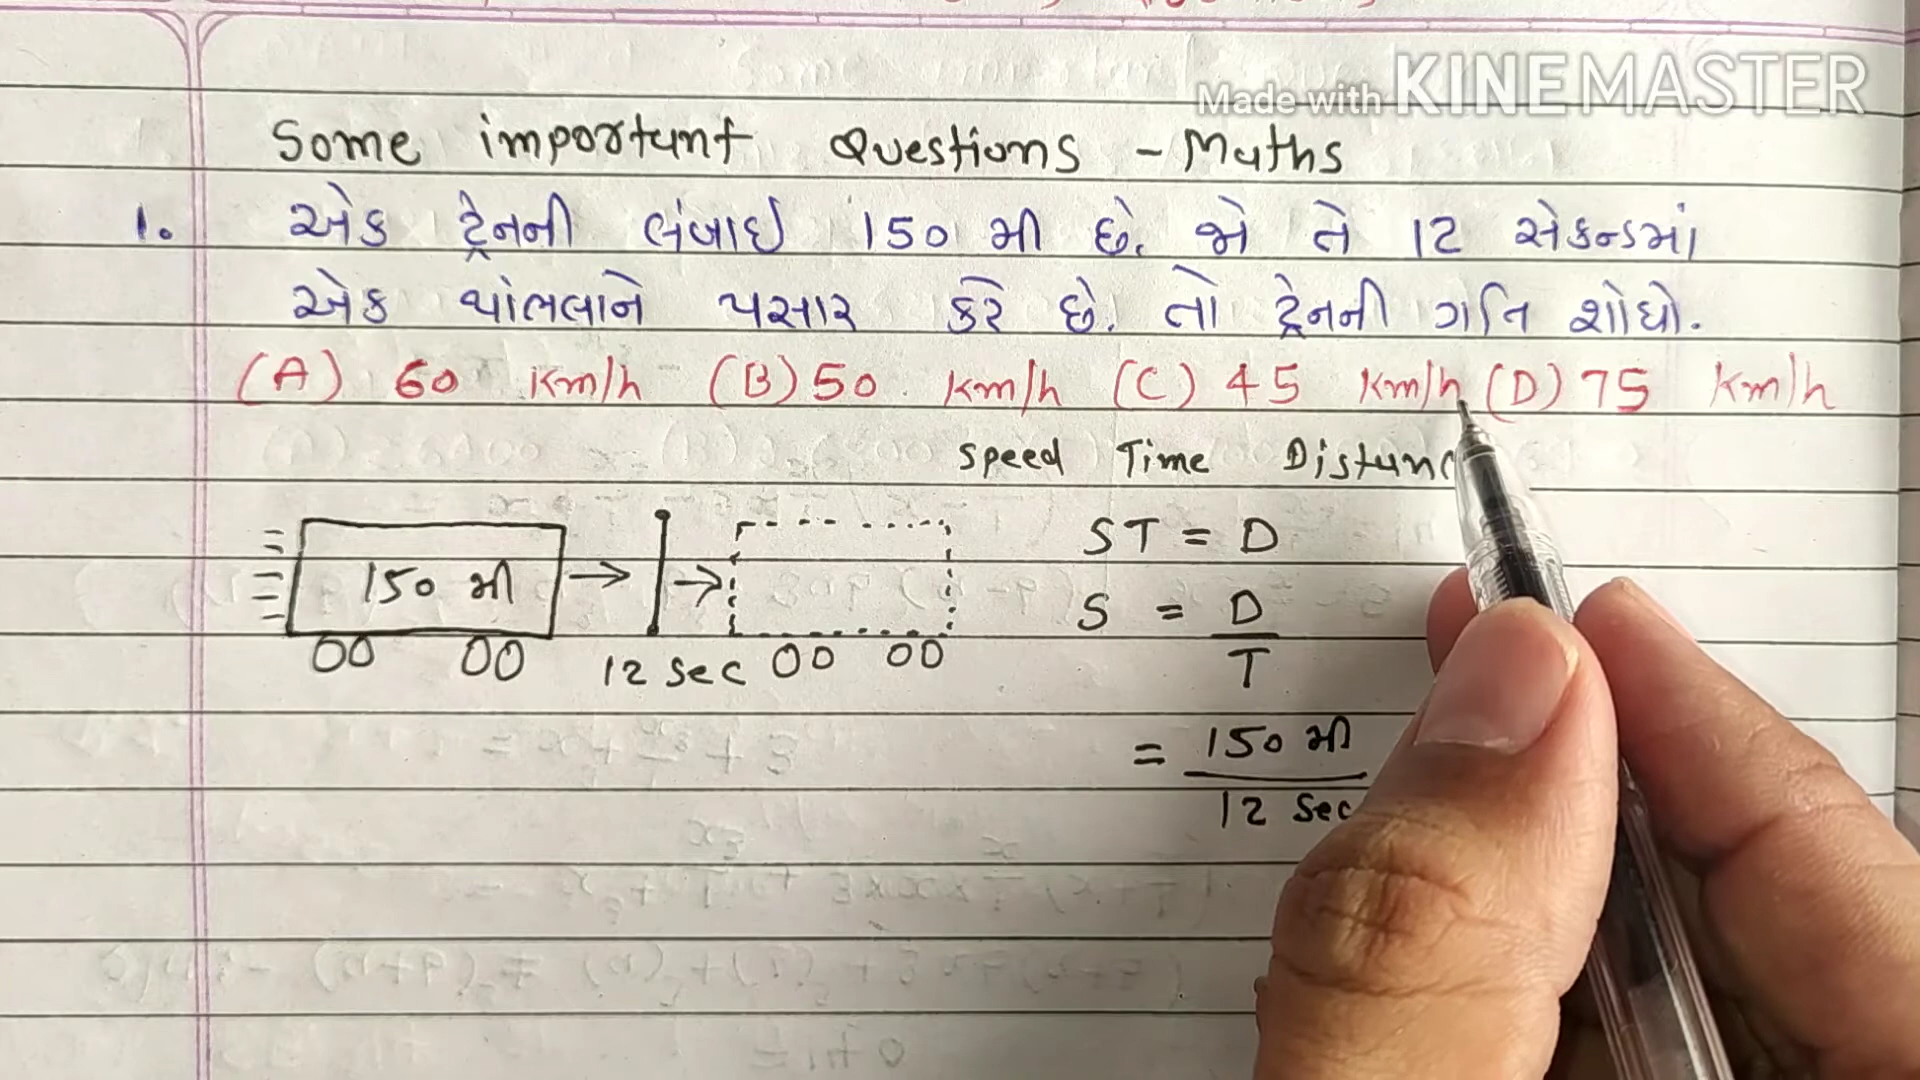 Made with KINEMASTER
Some important Questions - Maths
1. એક ટ્રેનની લંબાઈ 150 મી છે. જો તે 12 સેકન્ડમાં
એક થાંભલાને પસાર કરે છે. તો ટ્રેનની ગતિ શોધો.
(A) 60 Km/h (B) 50 Km/h (C) 45 Km/h (D) 75 Km/h
Speed Time
ST = D
150 મી
S = D
T
12 sec
= 150 મી
12 Sec